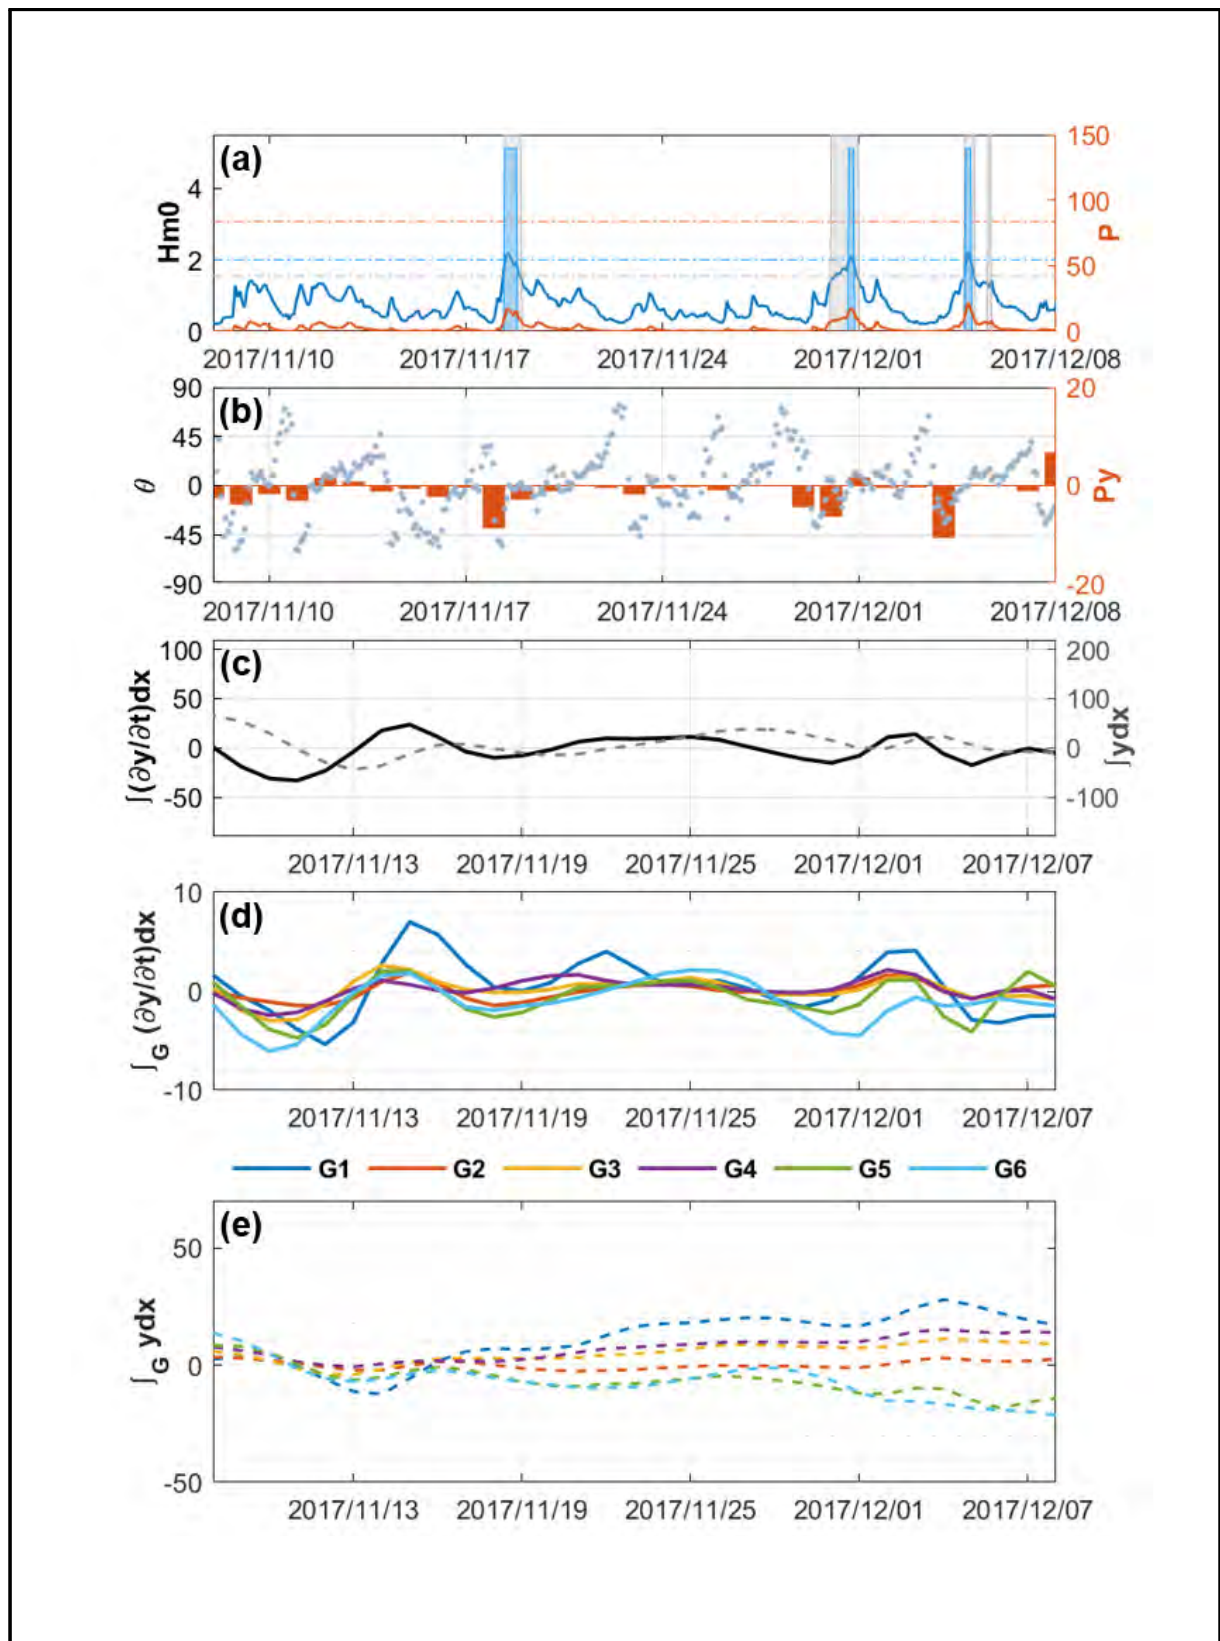 (a)
Hm0
4
2
0
150
100
50
0
P
2017/11/10 2017/11/17 2017/11/24 2017/12/01 2017/12/08
(b)
θ
90
45
0
-45
-90
20
0
-20
Py
2017/11/10 2017/11/17 2017/11/24 2017/12/01 2017/12/08
(c)
∫(∂y/∂t)dx
100
50
0
-50
200
100
0
-100
∫ydx
2017/11/13 2017/11/19 2017/11/25 2017/12/01 2017/12/07
(d)
∫G (∂y/∂t)dx
10
0
-10
2017/11/13 2017/11/19 2017/11/25 2017/12/01 2017/12/07
G1 G2 G3 G4 G5 G6
(e)
∫G ydx
50
0
-50
2017/11/13 2017/11/19 2017/11/25 2017/12/01 2017/12/07